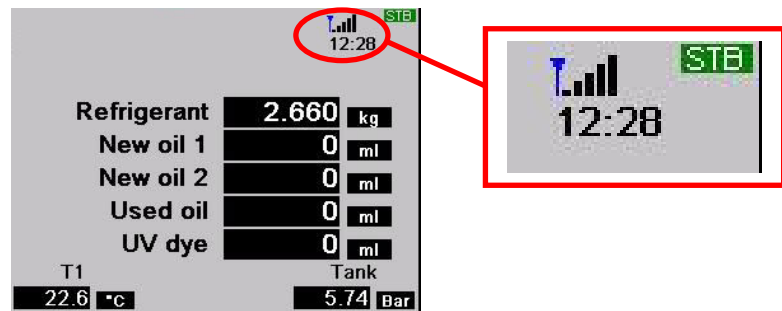 STB
12:28
Refrigerant 2.660 kg
New oil 1 0 ml
New oil 2 0 ml
Used oil 0 ml
UV dye 0 ml
T1 Tank
22.6 °C 5.74 Bar
STB
12:28